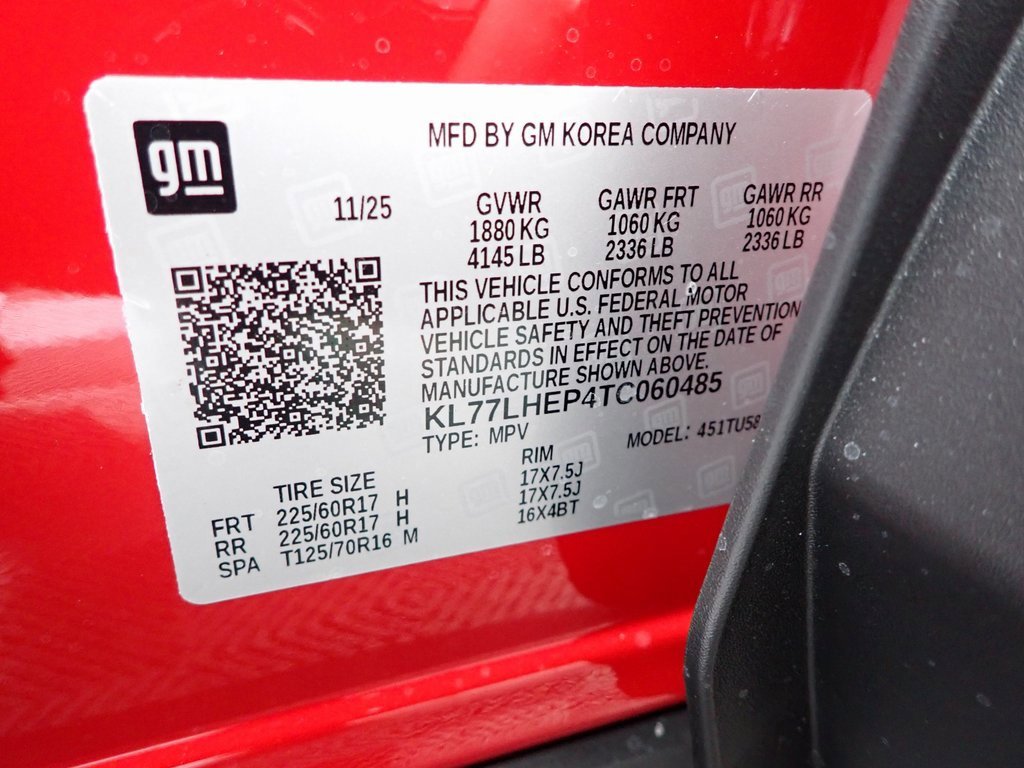 gm
MFD BY GM KOREA COMPANY
11/25
GVWR GAWR FRT GAWR RR
1880 KG 1060 KG 1060 KG
4145 LB 2336 LB 2336 LB
THIS VEHICLE CONFORMS TO ALL
APPLICABLE U.S. FEDERAL MOTOR
VEHICLE SAFETY AND THEFT PREVENTION
STANDARDS IN EFFECT ON THE DATE OF
MANUFACTURE SHOWN ABOVE.
KL77LHEP4TC060485
TYPE: MPV MODEL: 451TU58
TIRE SIZE RIM
FRT 225/60R17 H 17X7.5J
RR 225/60R17 H 17X7.5J
SPA T125/70R16 M 16X4BT